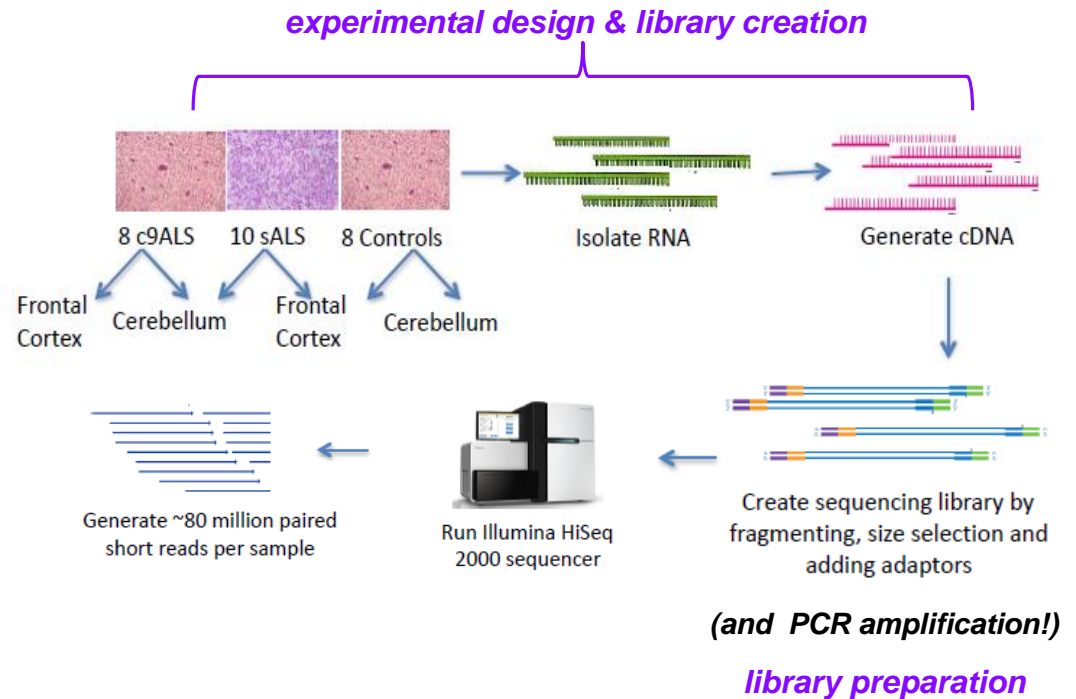 experimental design & library creation
8 c9ALS
10 sALS
8 Controls
Isolate RNA
Generate cDNA
Frontal
Cortex
Cerebellum
Frontal
Cortex
Cerebellum
Generate ~80 million paired
short reads per sample
Run Illumina HiSeq
2000 sequencer
Create sequencing library by
fragmenting, size selection and
adding adaptors
(and PCR amplification!)
library preparation